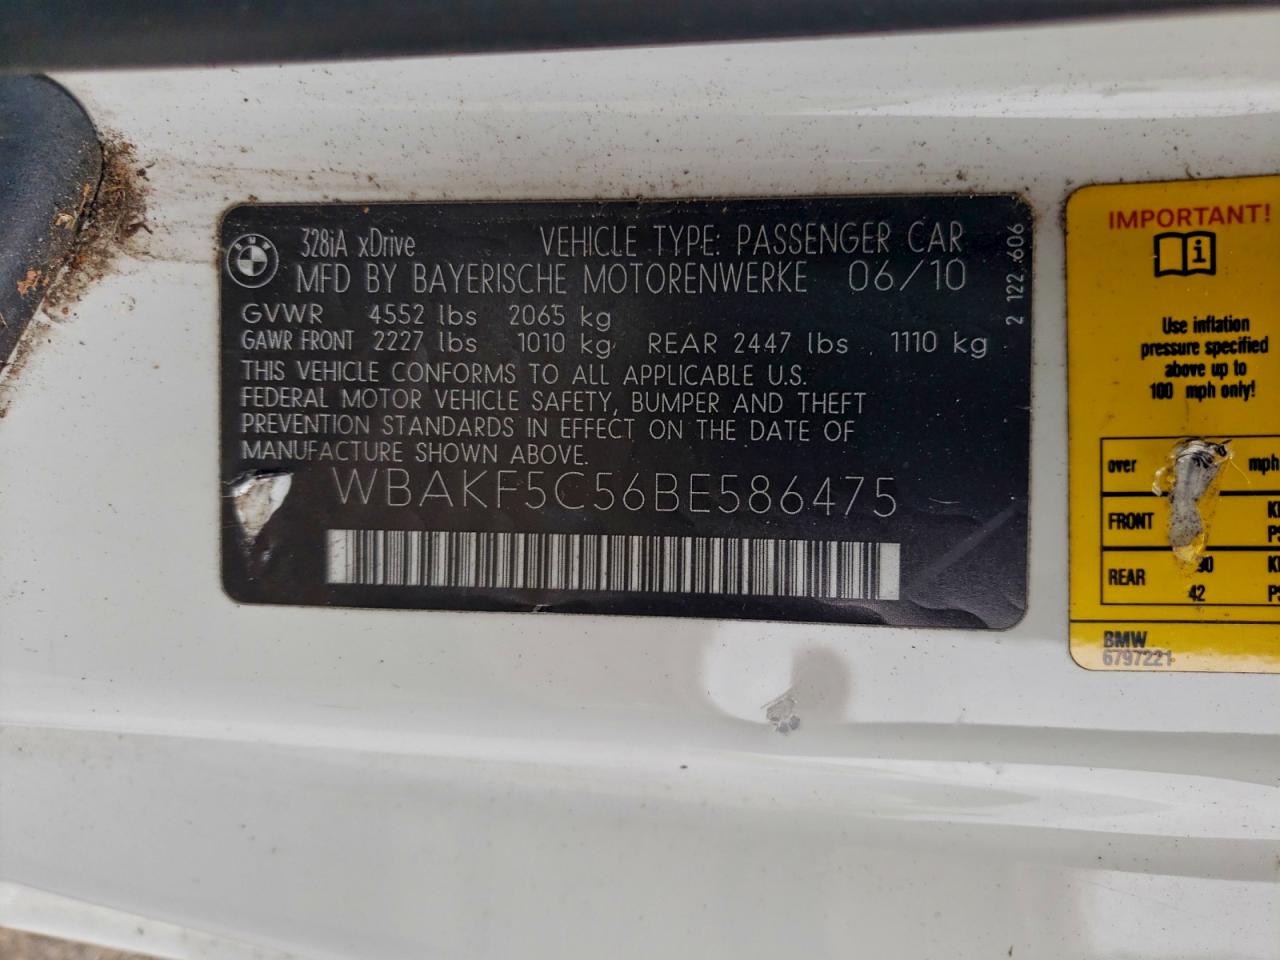 328iA xDrive VEHICLE TYPE: PASSENGER CAR
MFD BY BAYERISCHE MOTORENWERKE 06/10
GVWR 4552 lbs 2065 kg
GAWR FRONT 2227 lbs 1010 kg REAR 2447 lbs 1110 kg
THIS VEHICLE CONFORMS TO ALL APPLICABLE U.S.
FEDERAL MOTOR VEHICLE SAFETY, BUMPER AND THEFT
PREVENTION STANDARDS IN EFFECT ON THE DATE OF
MANUFACTURE SHOWN ABOVE.
WBAKF5C56BE586475
2 122 606
IMPORTANT!
Use inflation
pressure specified
above up to
100 mph only!
over mph
FRONT
REAR
42
BMW
6797221